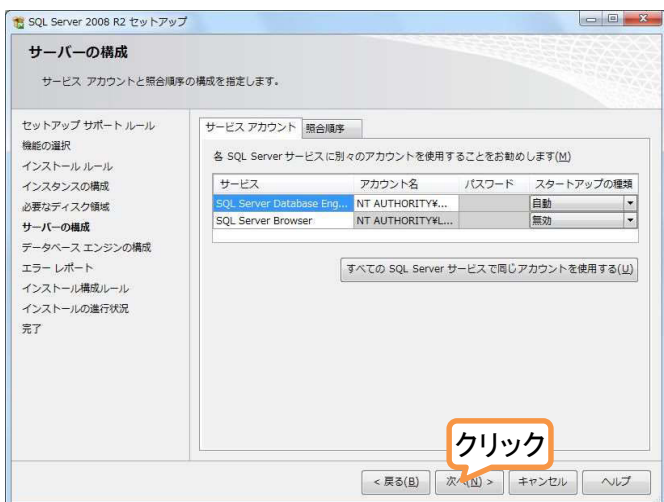 SQL Server 2008 R2 セットアップ
サーバーの構成
サービス アカウントと照合順序の構成を指定します。
セットアップ サポート ルール
機能の選択
インストール ルール
インスタンスの構成
必要なディスク領域
サーバーの構成
データベース エンジンの構成
エラー レポート
インストール構成ルール
インストールの進行状況
完了
サービス アカウント 照合順序
各 SQL Server サービスに別々のアカウントを使用することをお勧めします(M)
サービス アカウント名 パスワード スタートアップの種類
SQL Server Database Eng... NT AUTHORITY¥... 自動
SQL Server Browser NT AUTHORITY¥L... 無効
すべての SQL Server サービスで同じアカウントを使用する(U)
クリック
< 戻る(B) 次へ(N) > キャンセル ヘルプ